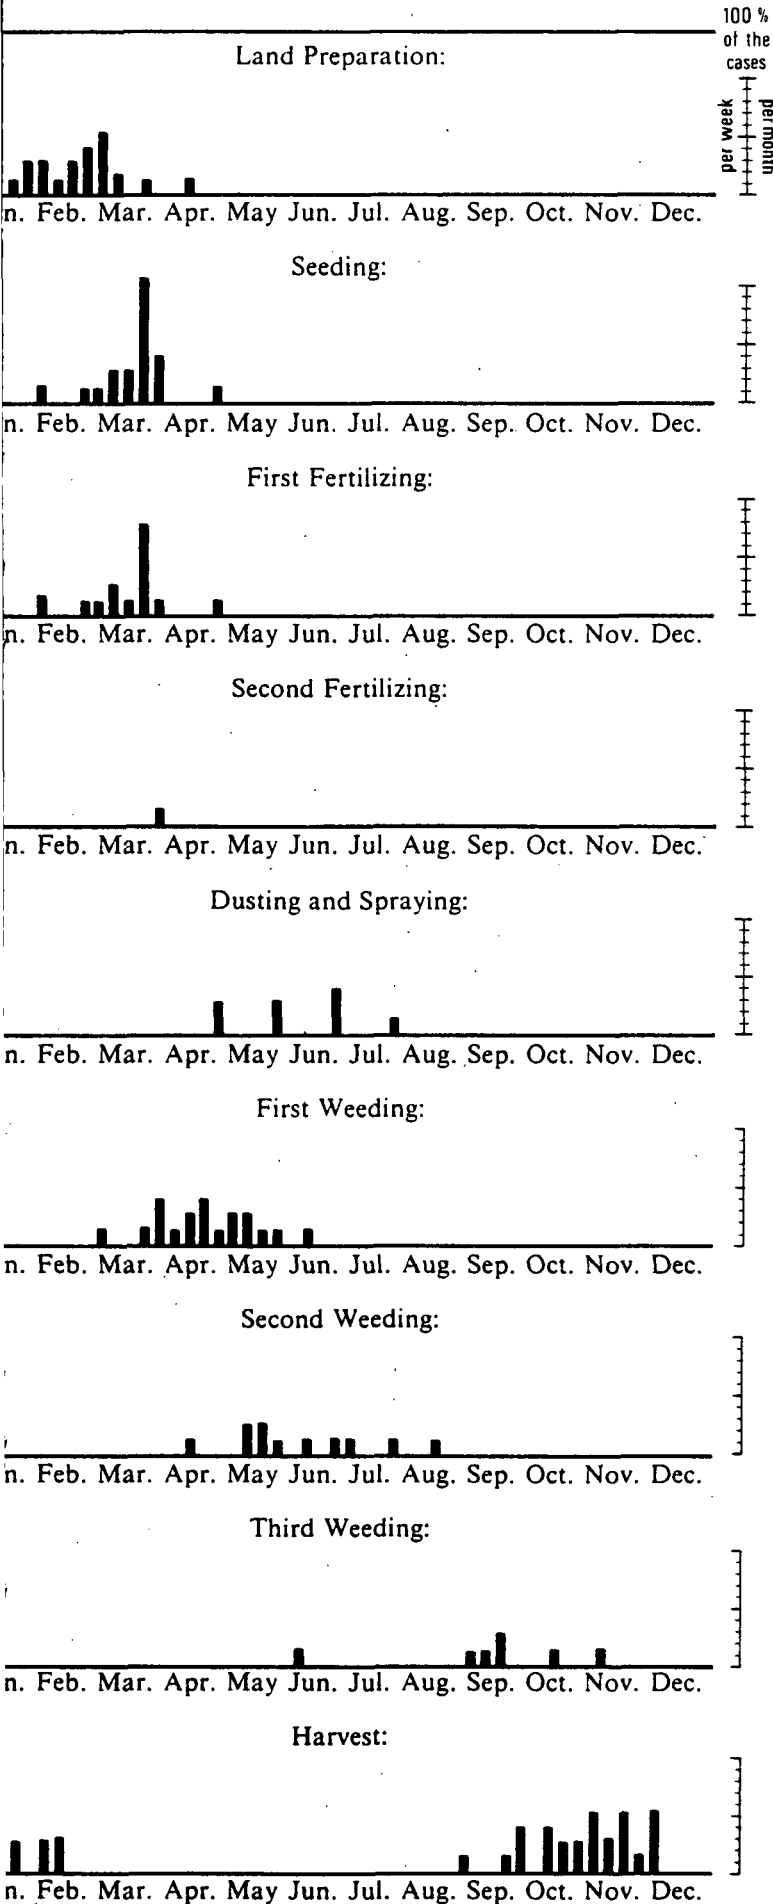 100 %
of the
cases
Land Preparation:
per week
per month
n. Feb. Mar. Apr. May Jun. Jul. Aug. Sep. Oct. Nov. Dec.
Seeding:
n. Feb. Mar. Apr. May Jun. Jul. Aug. Sep. Oct. Nov. Dec.
First Fertilizing:
n. Feb. Mar. Apr. May Jun. Jul. Aug. Sep. Oct. Nov. Dec.
Second Fertilizing:
n. Feb. Mar. Apr. May Jun. Jul. Aug. Sep. Oct. Nov. Dec.
Dusting and Spraying:
n. Feb. Mar. Apr. May Jun. Jul. Aug. Sep. Oct. Nov. Dec.
First Weeding:
n. Feb. Mar. Apr. May Jun. Jul. Aug. Sep. Oct. Nov. Dec.
Second Weeding:
n. Feb. Mar. Apr. May Jun. Jul. Aug. Sep. Oct. Nov. Dec.
Third Weeding:
n. Feb. Mar. Apr. May Jun. Jul. Aug. Sep. Oct. Nov. Dec.
Harvest:
n. Feb. Mar. Apr. May Jun. Jul. Aug. Sep. Oct. Nov. Dec.